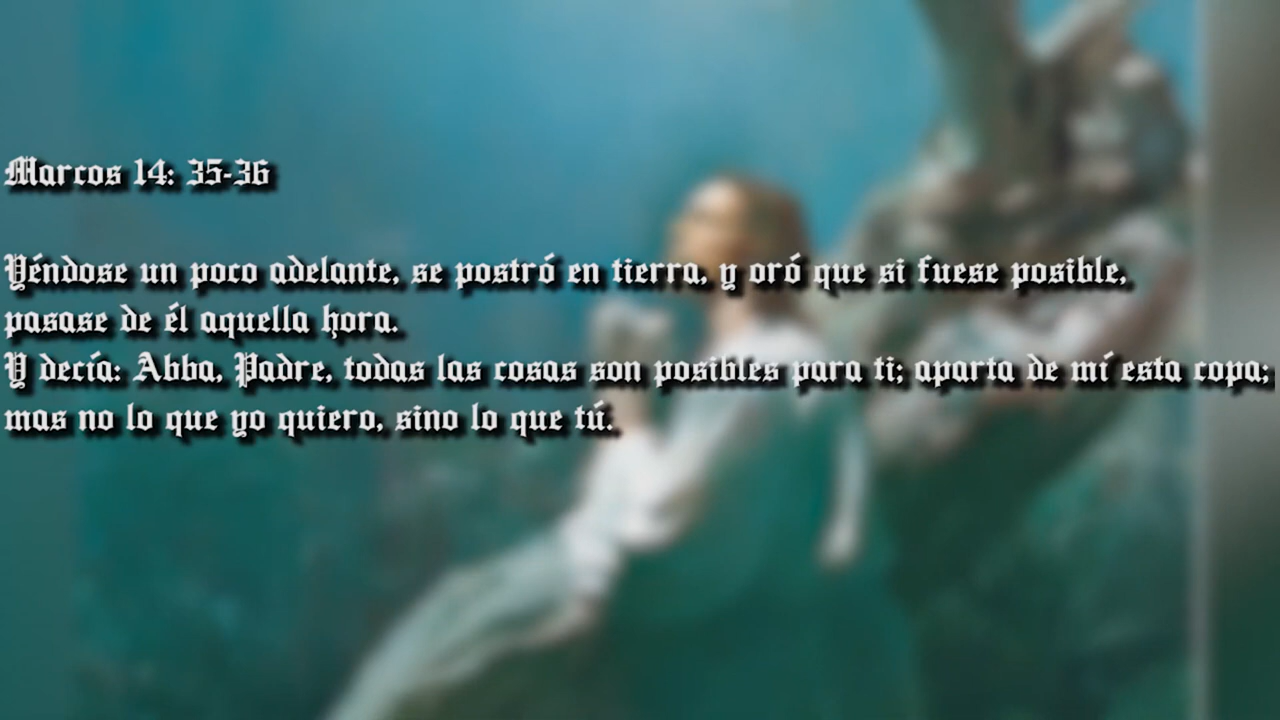 Marcos 14: 35-36
Yéndose un poco adelante, se postró en tierra, y oró que si fuese posible,
pasase de él aquella hora.
Y decía: Abba, Padre, todas las cosas son posibles para ti; aparta de mí esta copa;
mas no lo que yo quiero, sino lo que tú.